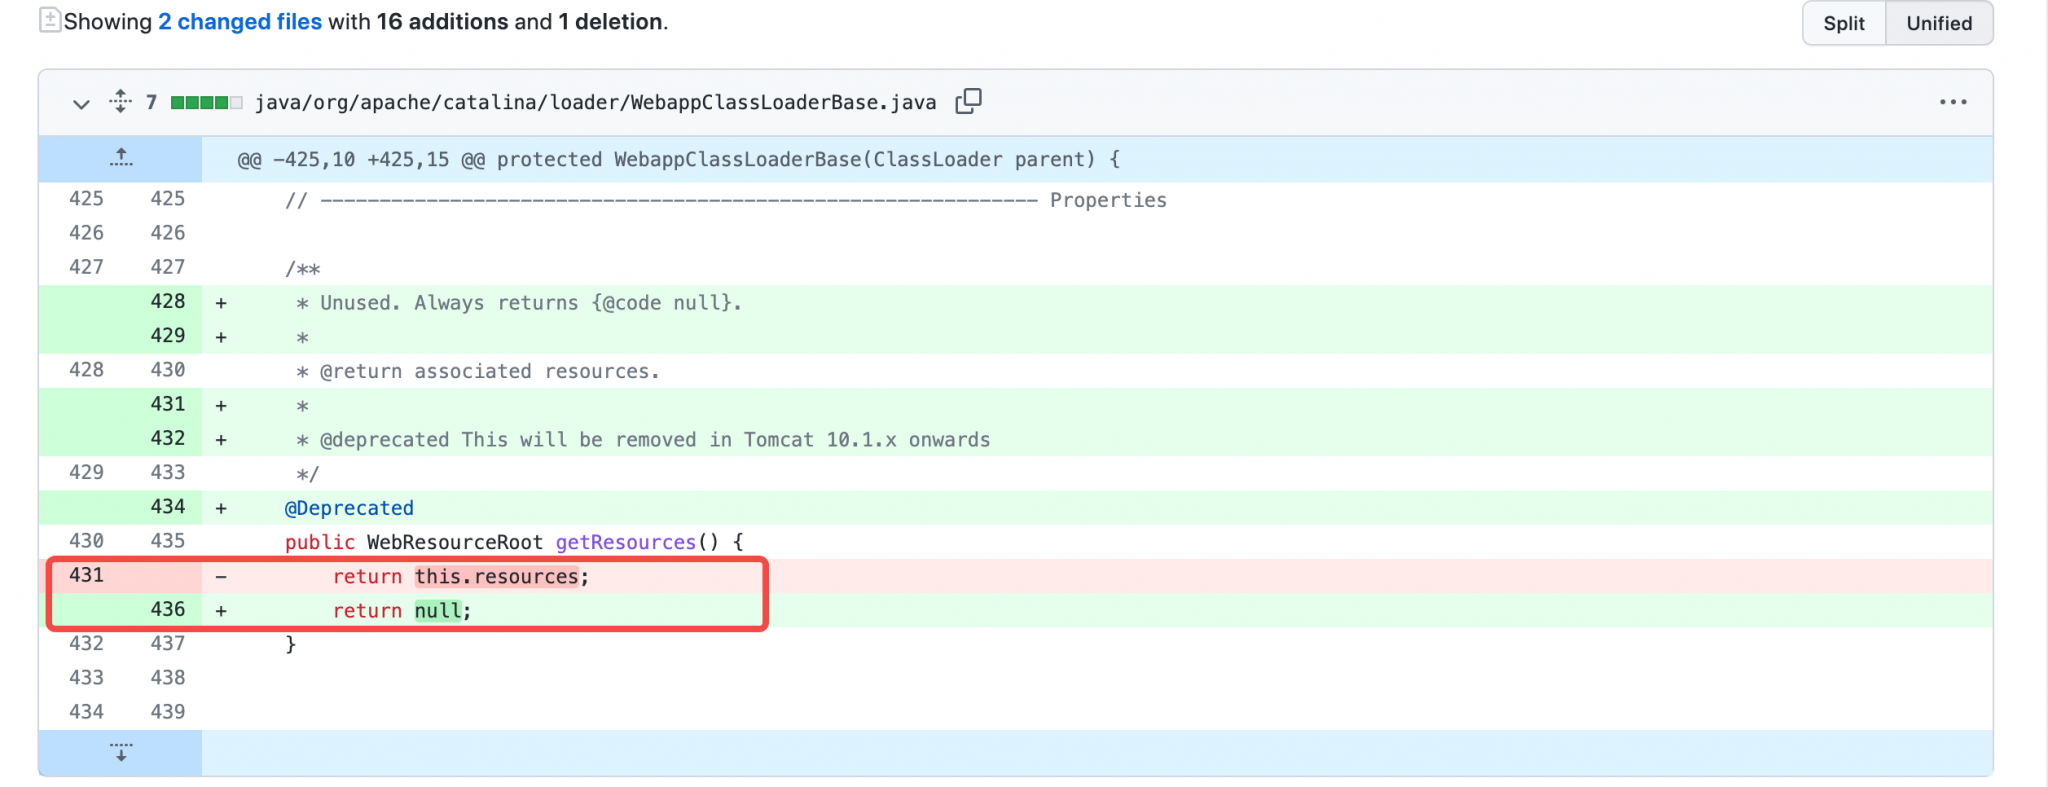 Showing 2 changed files with 16 additions and 1 deletion.
Split Unified
7 java/org/apache/catalina/loader/WebappClassLoaderBase.java
@@ -425,10 +425,15 @@ protected WebappClassLoaderBase(ClassLoader parent) {
425 425 // ------------------------------------------------------------- Properties
426 426
427 427 /**
428 + * Unused. Always returns {@code null}.
429 + *
428 430 * @return associated resources.
431 + *
432 + * @deprecated This will be removed in Tomcat 10.1.x onwards
429 433 */
434 + @Deprecated
430 435 public WebResourceRoot getResources() {
431 - return this.resources;
436 + return null;
432 437 }
433 438
434 439